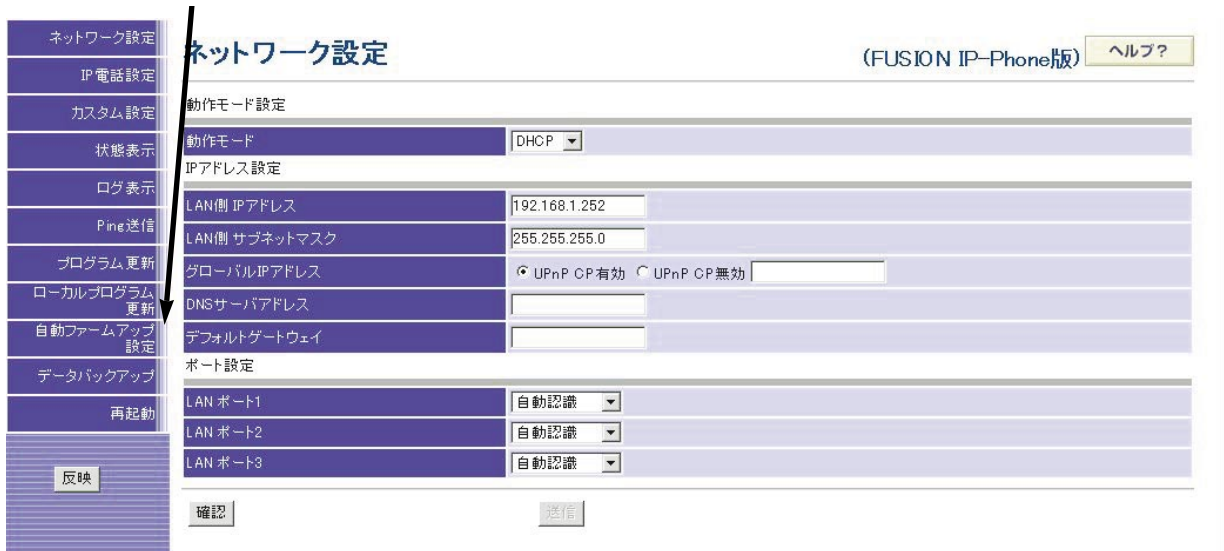 ネットワーク設定
IP電話設定
カスタム設定
状態表示
ログ表示
Ping送信
プログラム更新
ローカルプログラム
更新
自動ファームアップ
設定
データバックアップ
再起動
反映
ネットワーク設定
(FUSION IP-Phone版) ヘルプ?
動作モード設定
動作モード DHCP
IPアドレス設定
LAN側 IPアドレス 192.168.1.252
LAN側 サブネットマスク 255.255.255.0
グローバルIPアドレス UPnP CP有効 UPnP CP無効
DNSサーバアドレス
デフォルトゲートウェイ
ポート設定
LAN ポート1 自動認識
LAN ポート2 自動認識
LAN ポート3 自動認識
確認 送信